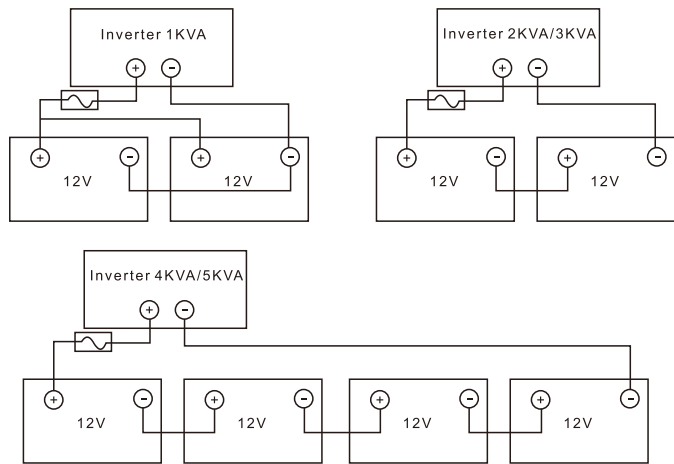 Inverter 1KVA
+ −
+ − + −
12V 12V
Inverter 2KVA/3KVA
+ −
+ − + −
12V 12V
Inverter 4KVA/5KVA
+ −
+ − + − + − + −
12V 12V 12V 12V